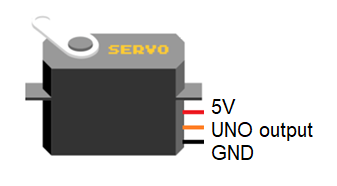 SERVO
5V
UNO output
GND